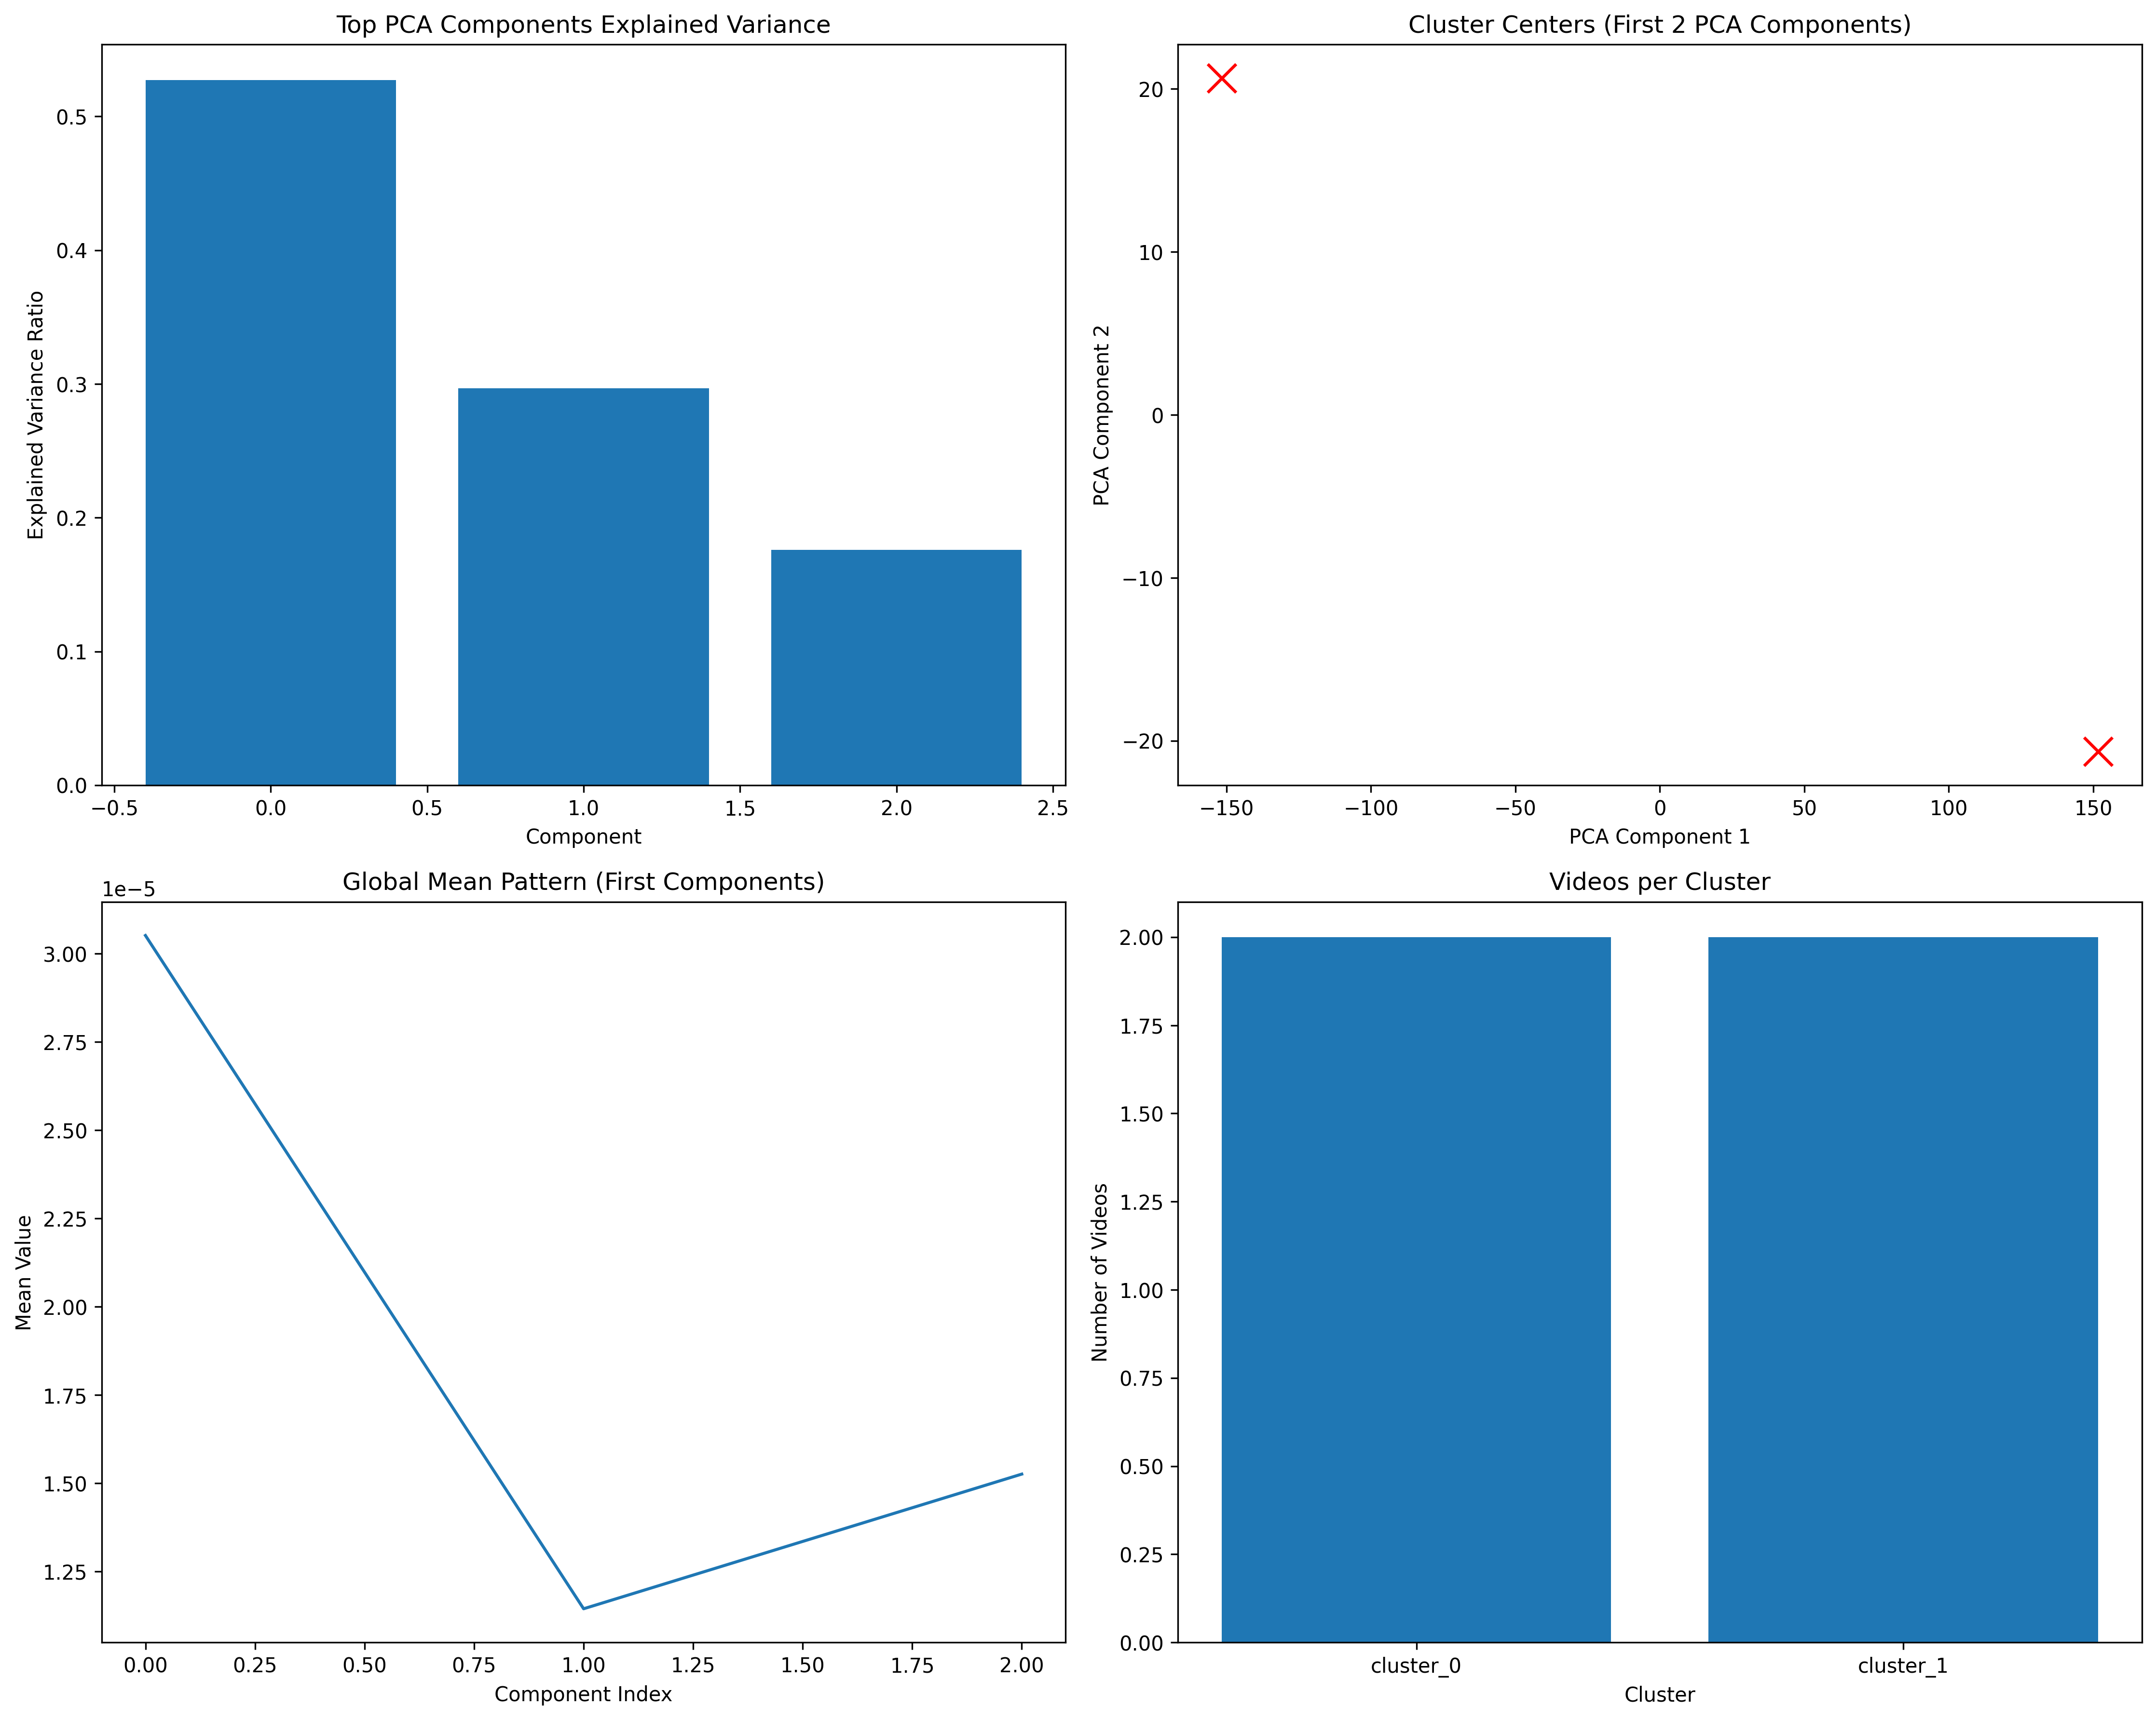 Top PCA Components Explained Variance
Explained Variance Ratio
0.5
0.4
0.3
0.2
0.1
0.0
−0.5 0.0 0.5 1.0 1.5 2.0 2.5
Component
Cluster Centers (First 2 PCA Components)
PCA Component 2
20
10
0
−10
−20
−150 −100 −50 0 50 100 150
PCA Component 1
Global Mean Pattern (First Components)
1e−5
Mean Value
3.00
2.75
2.50
2.25
2.00
1.75
1.50
1.25
0.00 0.25 0.50 0.75 1.00 1.25 1.50 1.75 2.00
Component Index
Videos per Cluster
Number of Videos
2.00
1.75
1.50
1.25
1.00
0.75
0.50
0.25
0.00
cluster_0 cluster_1
Cluster